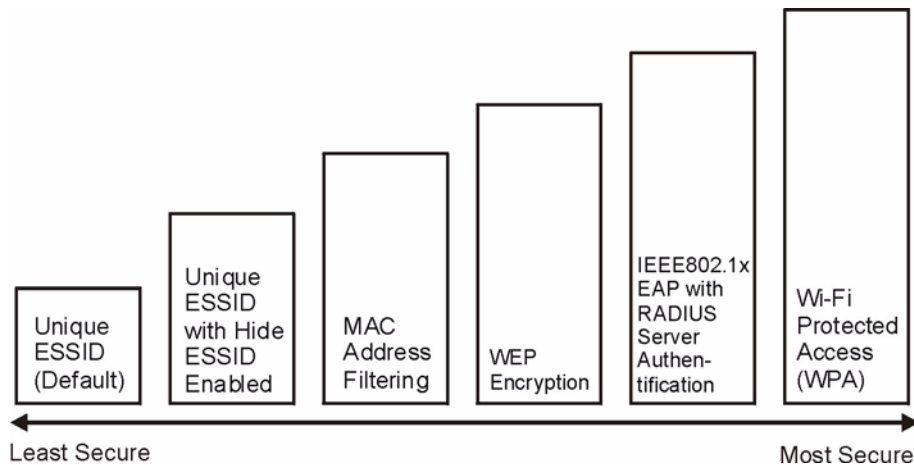 Unique
ESSID
(Default)
Unique
ESSID
with Hide
ESSID
Enabled
MAC
Address
Filtering
WEP
Encryption
IEEE802.1x
EAP with
RADIUS
Server
Authen-
tification
Wi-Fi
Protected
Access
(WPA)
Least Secure
Most Secure